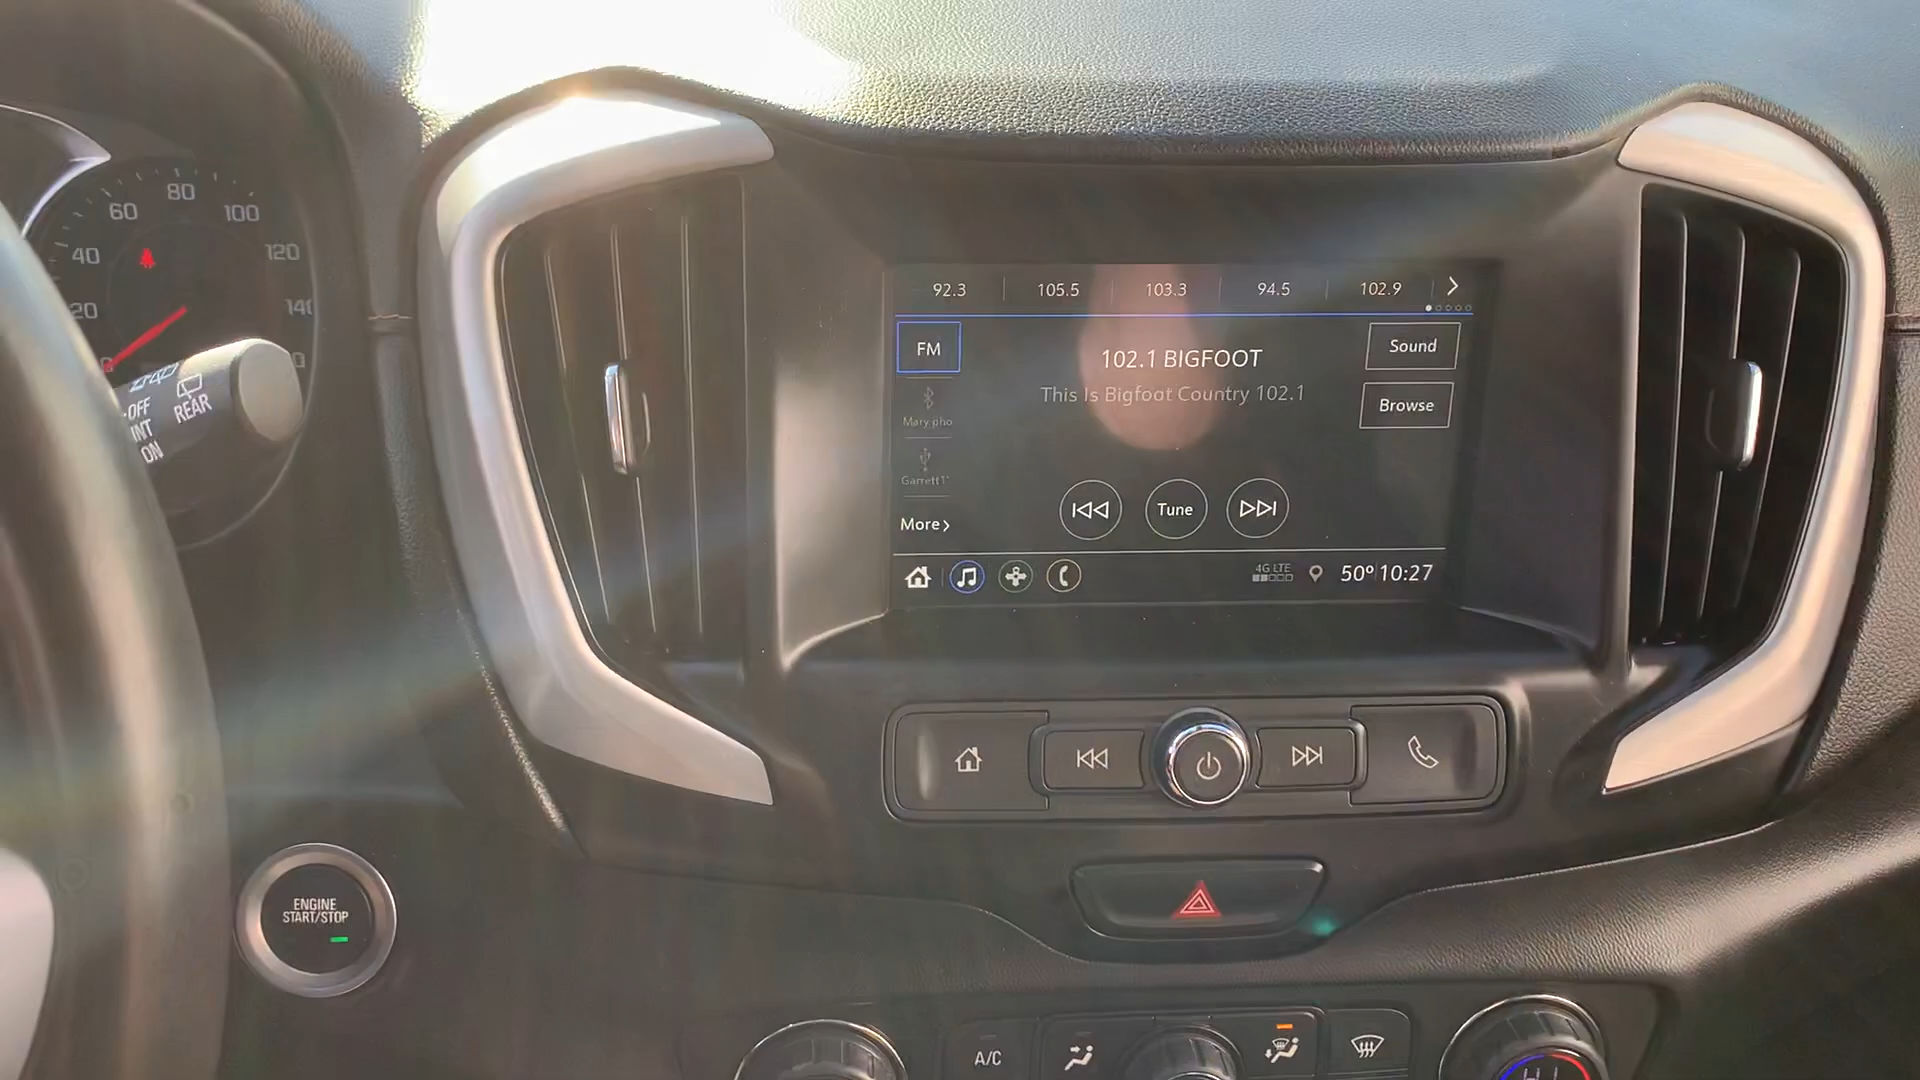 80
60
100
40
120
20
92.3 105.5 103.3 94.5 102.9
FM
102.1 BIGFOOT
Sound
This Is Bigfoot Country 102.1
Browse
Mary.pho
Garrett1
Tune
More
4G LTE
50° 10:27
REAR
OFF
INT
ON
ENGINE
START/STOP
A/C